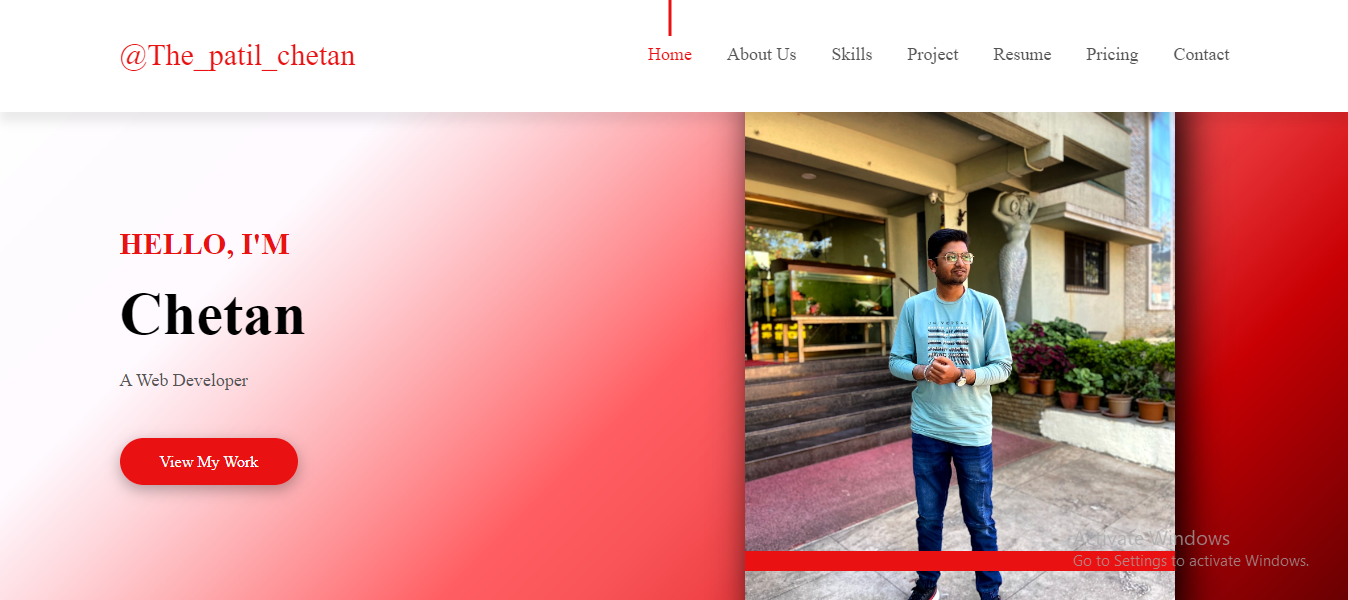 @The_patil_chetan
Home About Us Skills Project Resume Pricing Contact
HELLO, I'M
Chetan
A Web Developer
View My Work
Activate Windows
Go to Settings to activate Windows.